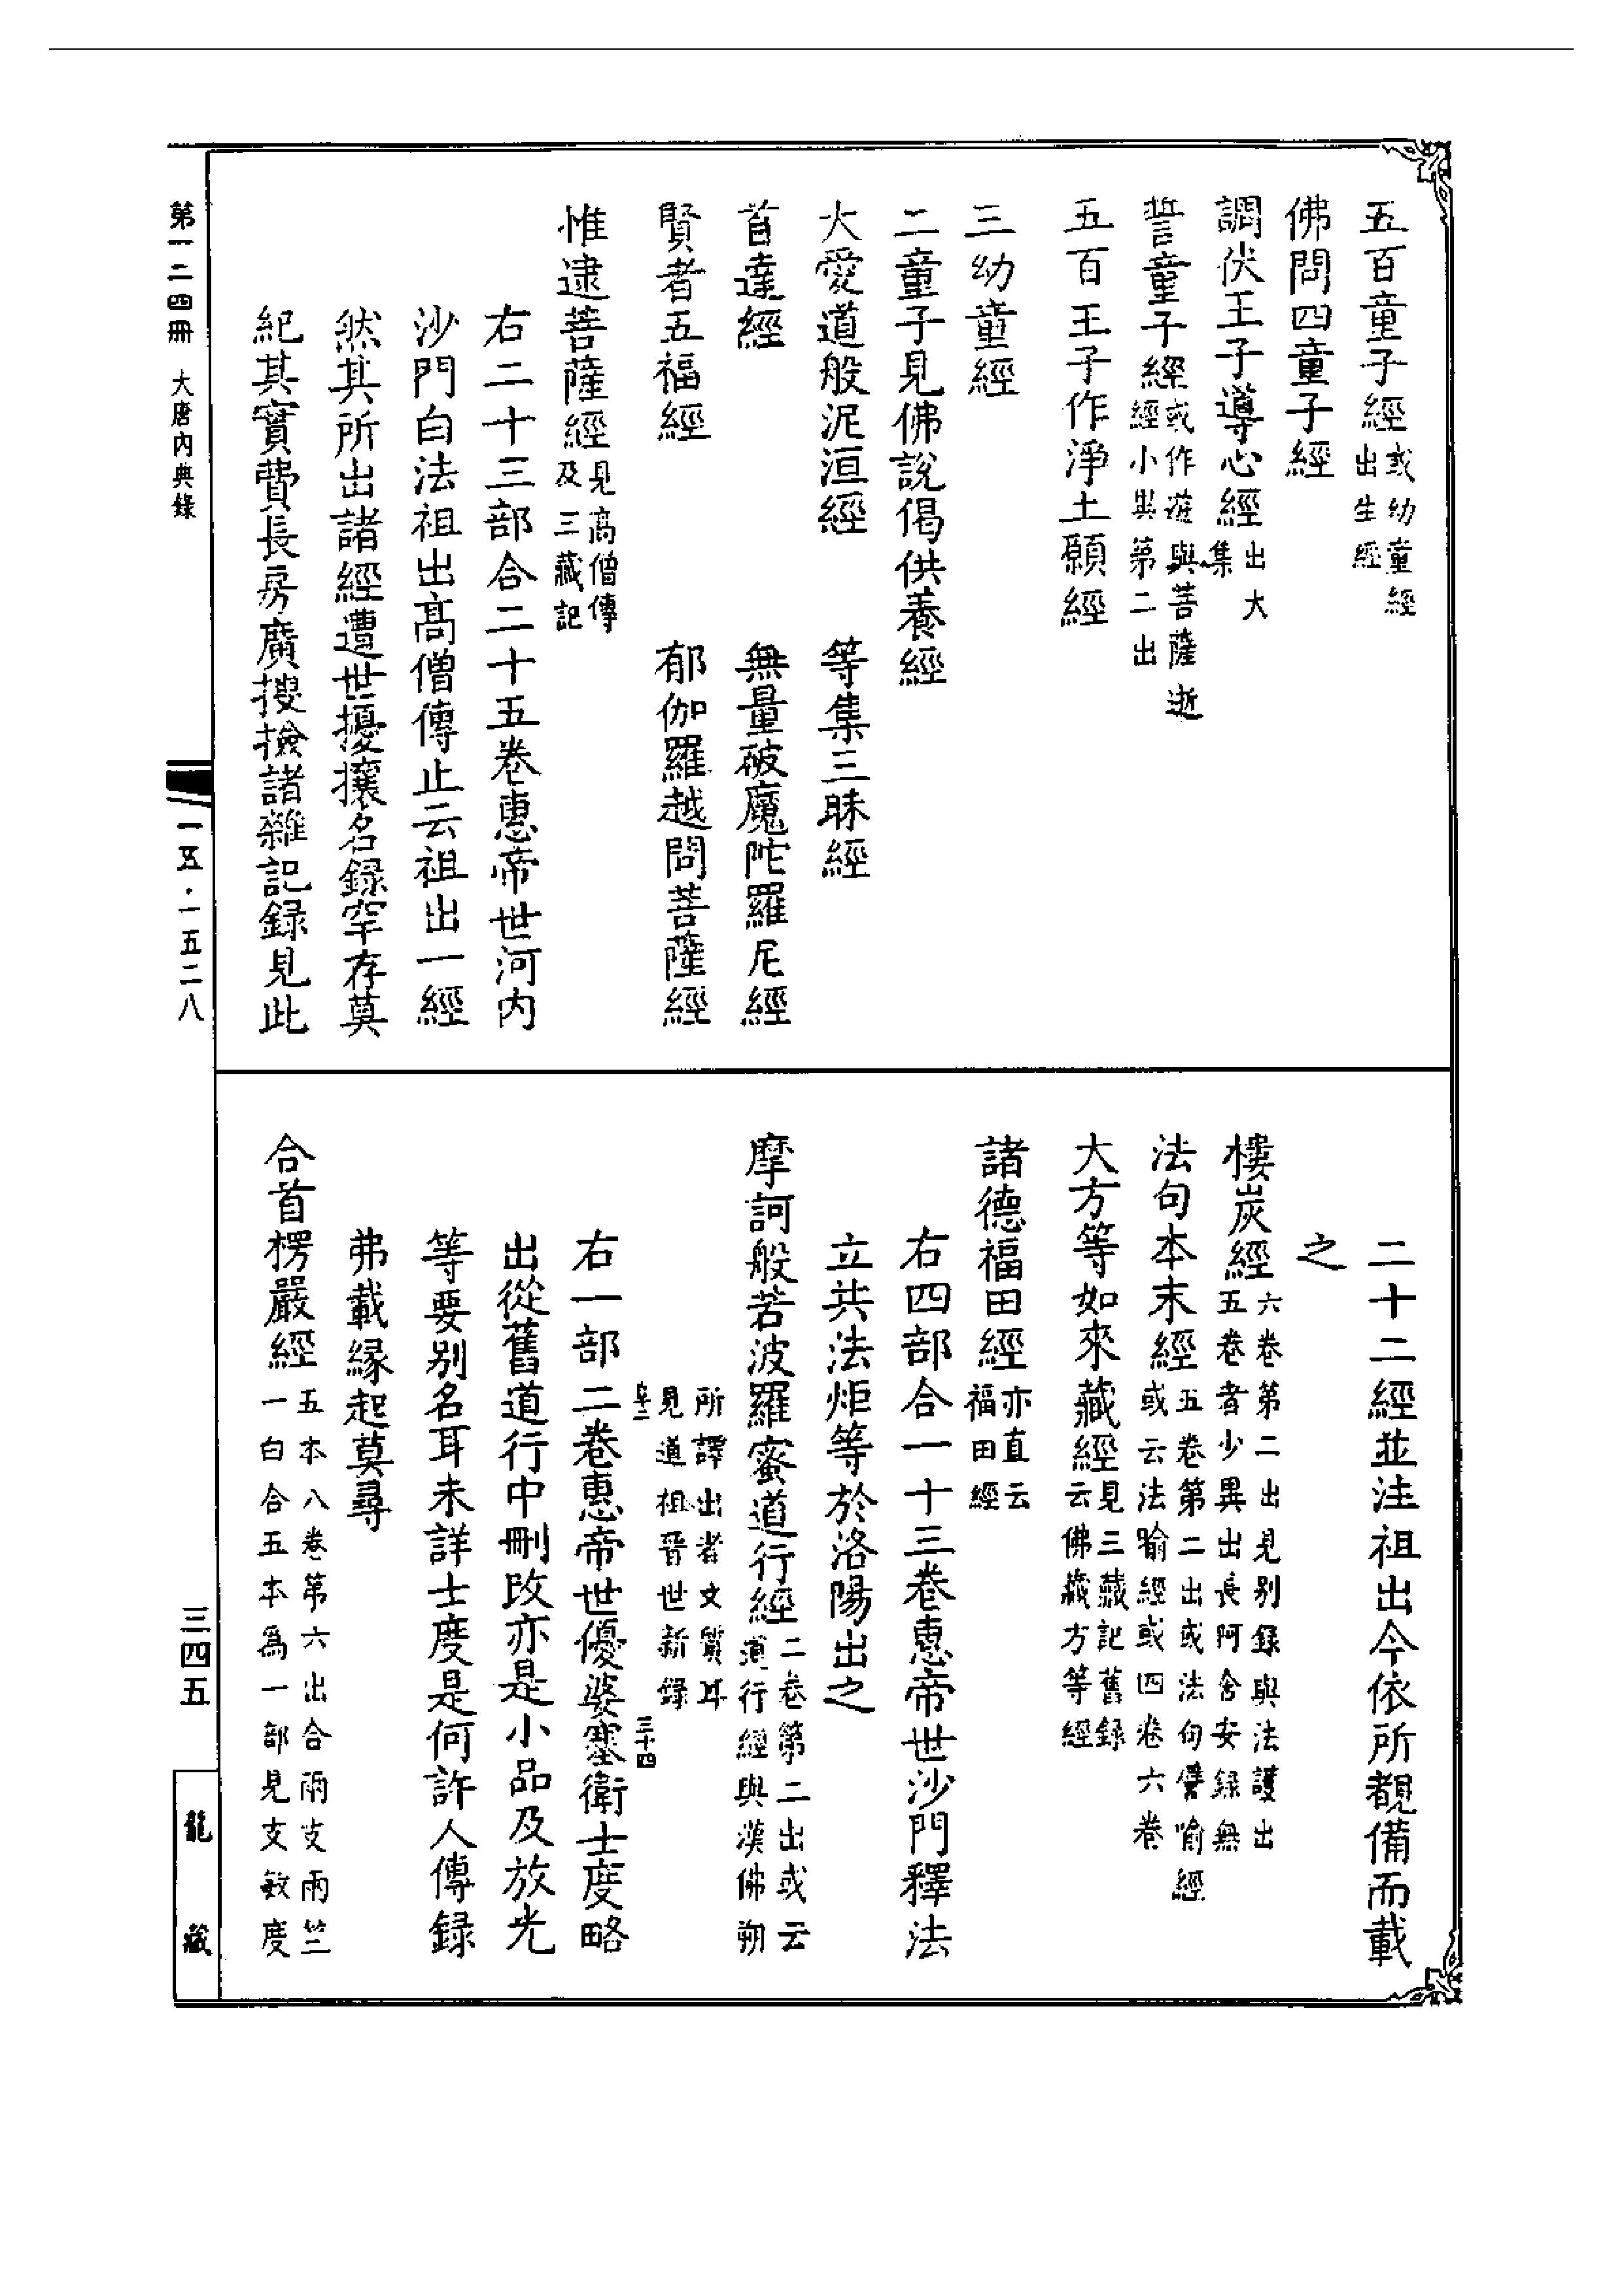 五百童子經或幼童經出生經
佛問四童子經
調伏王子導心經出大集
誓童子經或作逝與菩薩逝經小異第二出
五百王子作淨土願經
三幼童經
二童子見佛說偈供養經
大愛道般泥洹經　等集三昧經
首達經　無量破魔陀羅尼經
賢者五福經　郁伽羅越問菩薩經
惟逮菩薩經見高僧傳及三藏記
右二十三部合二十五卷惠帝世河內
沙門白法祖出高僧傳止云祖出一經
然其所出諸經遭世擾攘名録罕存莫
紀其實費長房廣搜撿諸雜記録見此
二十二經並注祖出今依所覩備而載
之
樓炭經六卷第二出見別録與法護出五卷者少異出長阿含安録無
法句本末經五卷第二出或法句譬喻經或云法喻經或四卷六卷
大方等如來藏經見三藏記舊録云佛藏方等經
諸德福田經亦直云福田經
右四部合一十三卷惠帝世沙門釋法
立共法炬等於洛陽出之
摩訶般若波羅蜜道行經二卷第二出或云道行經與漢佛朔
所譯出者文質耳見道祖晉世新録
右一部二卷惠帝世優婆塞衛士度略
出從舊道行中刪改亦是小品及放光
等要別名耳未詳士度是何許人傳録
弗載緣起莫尋
合首楞嚴經五本八卷第六出合兩支兩竺一白合五本為一部見支敏度
第一二四冊　大唐內典錄
一五·一五二八
三四五
龍藏
三十四